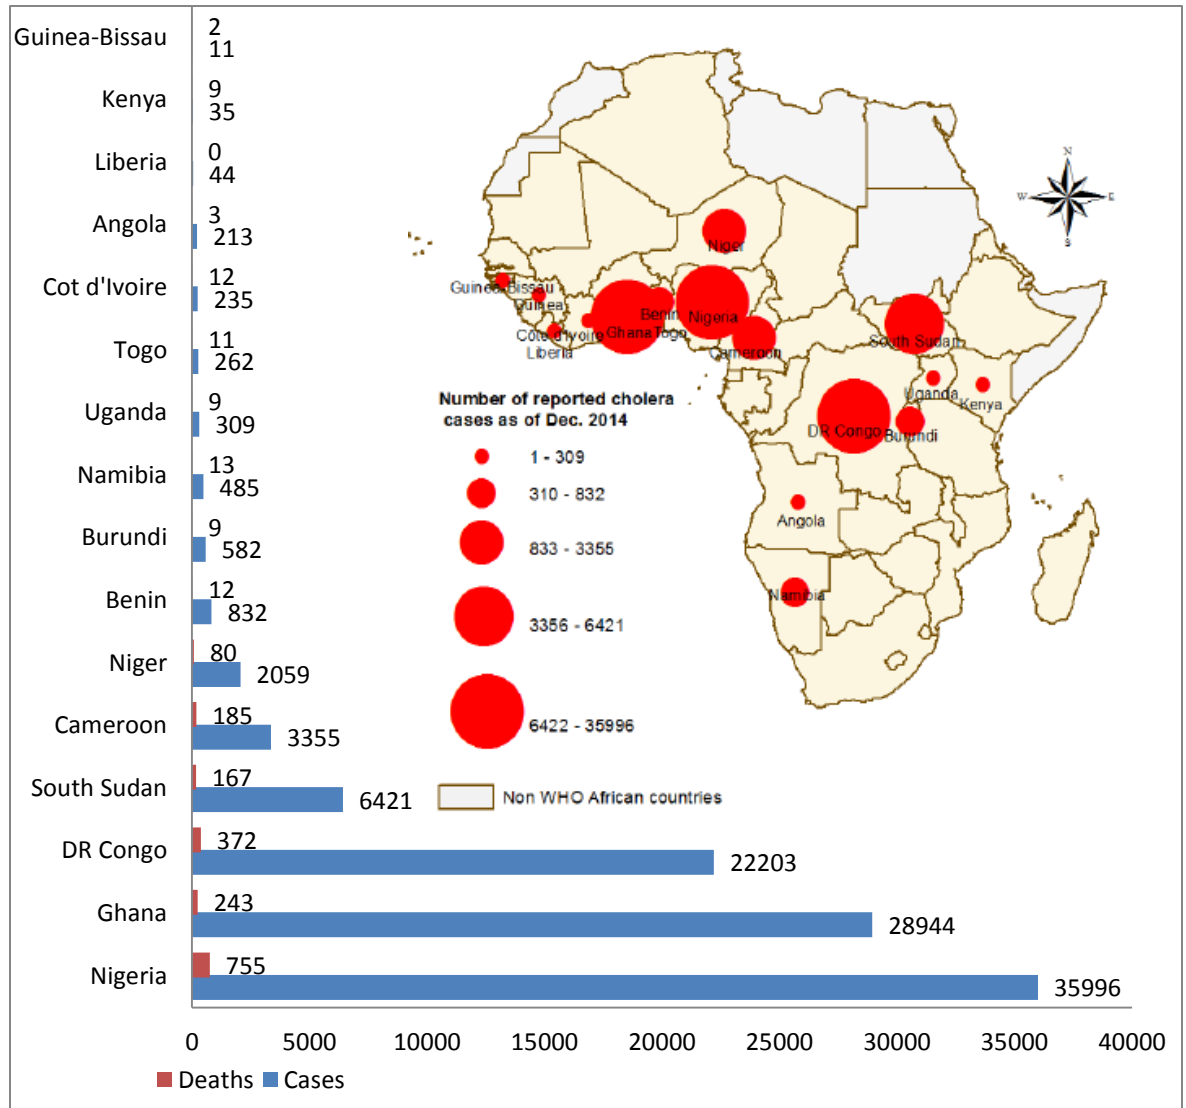 Guinea-Bissau
2
11
Kenya
9
35
Liberia
0
44
Angola
3
213
Cot d'Ivoire
12
235
Togo
11
262
Uganda
9
309
Namibia
13
485
Burundi
9
582
Benin
12
832
Niger
80
2059
Cameroon
185
3355
South Sudan
167
6421
DR Congo
372
22203
Ghana
243
28944
Nigeria
755
35996
0 5000 10000 15000 20000 25000 30000 35000 40000
Deaths Cases
N
W E
S
Niger
Guinea-Bissau
Guinea
Benin
Nigeria
Côte d'Ivoire
Ghana
Togo
Liberia
Cameroon
South Sudan
Uganda
Kenya
DR Congo
Burundi
Angola
Namibia
Number of reported cholera
cases as of Dec. 2014
1 - 309
310 - 832
833 - 3355
3356 - 6421
6422 - 35996
Non WHO African countries